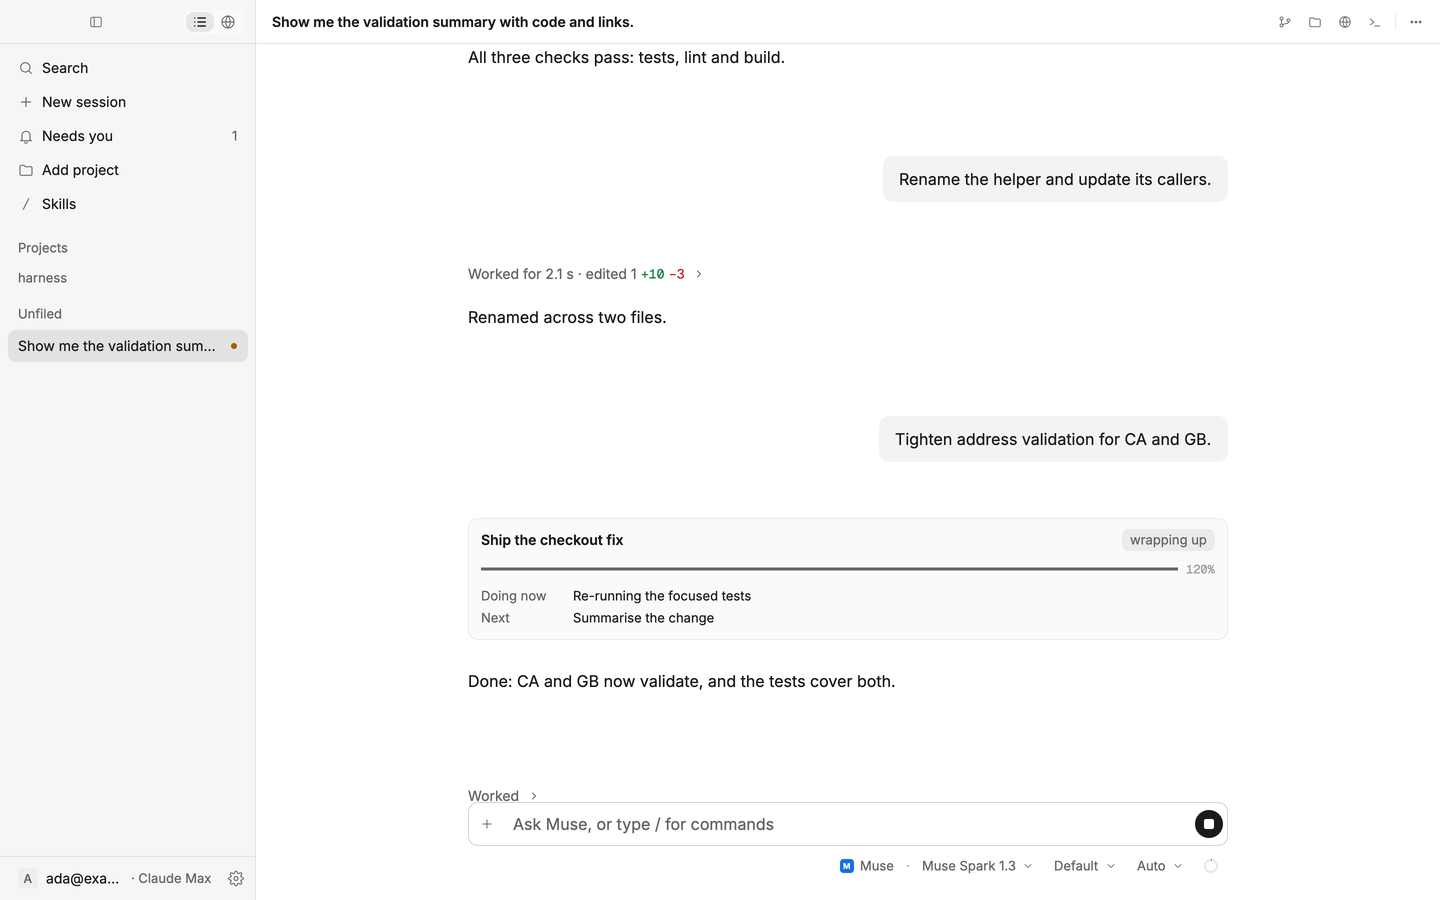 Show me the validation summary with code and links.
Search
New session
Needs you 1
Add project
Skills
Projects
harness
Unfiled
Show me the validation sum...
A ada@exa... · Claude Max
All three checks pass: tests, lint and build.
Rename the helper and update its callers.
Worked for 2.1 s · edited 1 +10 −3
Renamed across two files.
Tighten address validation for CA and GB.
Ship the checkout fix wrapping up
120%
Doing now Re-running the focused tests
Next Summarise the change
Done: CA and GB now validate, and the tests cover both.
Worked
Ask Muse, or type / for commands
M Muse · Muse Spark 1.3 Default Auto